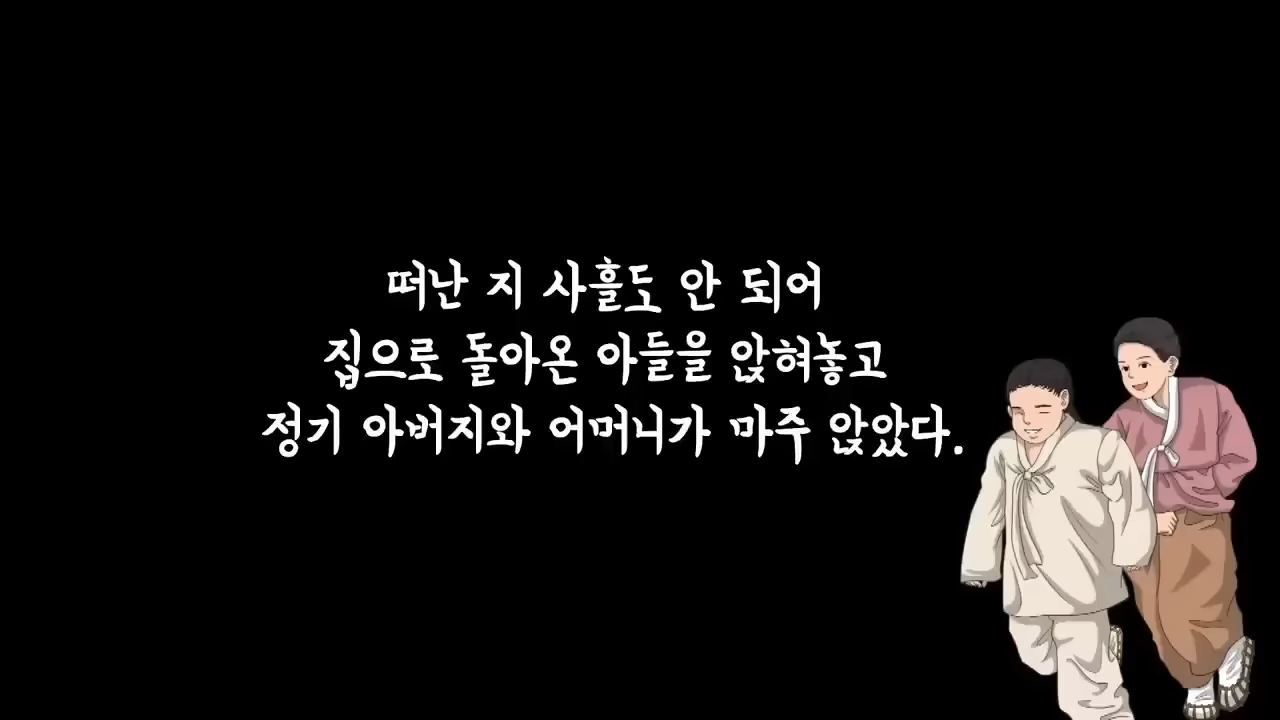 떠난 지 사흘도 안 되어
집으로 돌아온 아들을 앉혀놓고
정기 아버지와 어머니가 마주 앉았다.